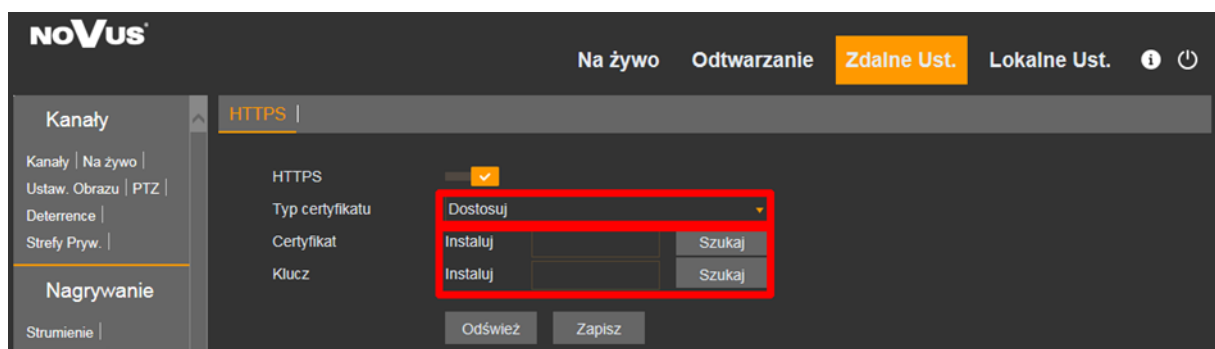 NOVUS
Na żywo Odtwarzanie Zdalne Ust. Lokalne Ust.
Kanały
HTTPS
Kanały | Na żywo |
Ustaw. Obrazu | PTZ |
Deterrence |
Strefy Pryw. |
HTTPS
Typ certyfikatu Dostosuj
Certyfikat Instaluj Szukaj
Klucz Instaluj Szukaj
Nagrywanie
Strumienie |
Odśwież Zapisz